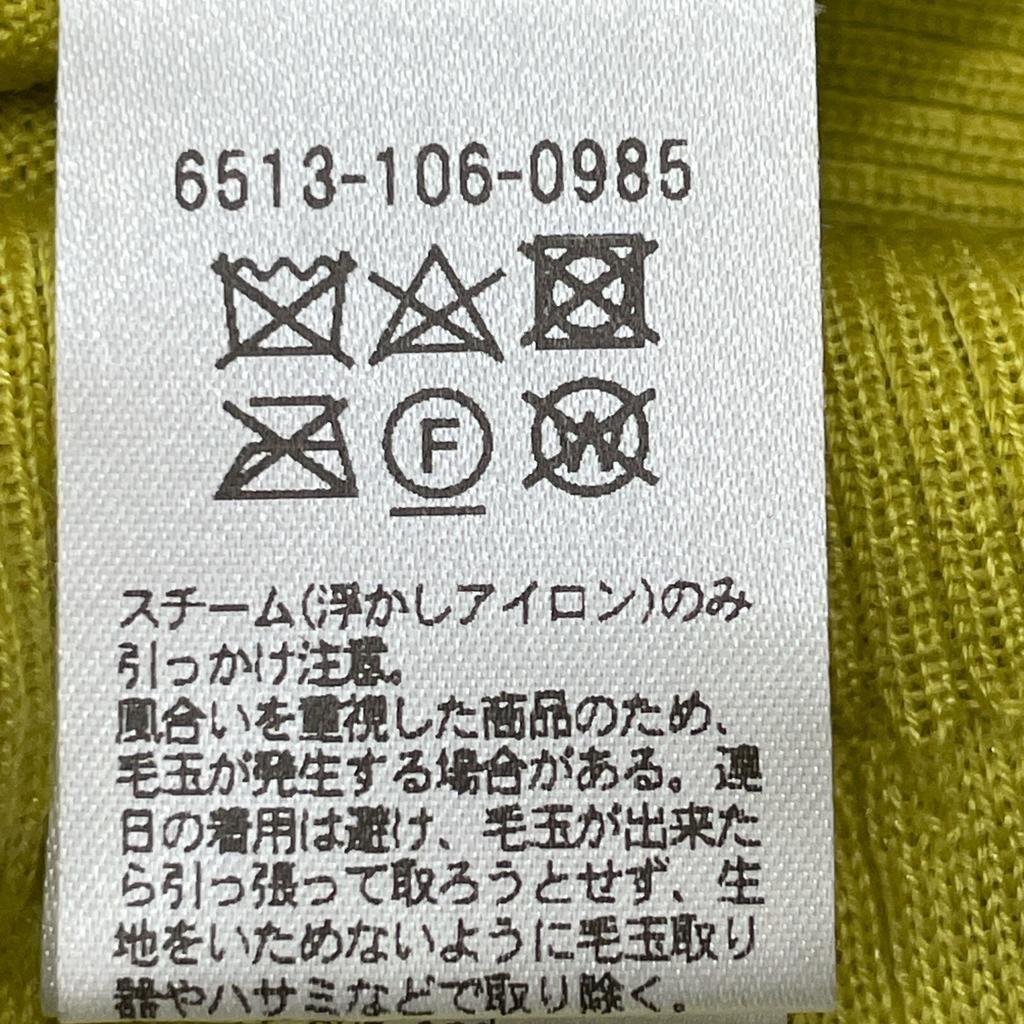 6513-106-0985
F
W
スチーム(浮かしアイロン)のみ
引っかけ注意。
風合いを重視した商品のため、
毛玉が発生する場合がある。連
日の着用は避け、毛玉が出来た
ら引っ張って取ろうとせず、生
地をいためないように毛玉取り
器やハサミなどで取り除く。